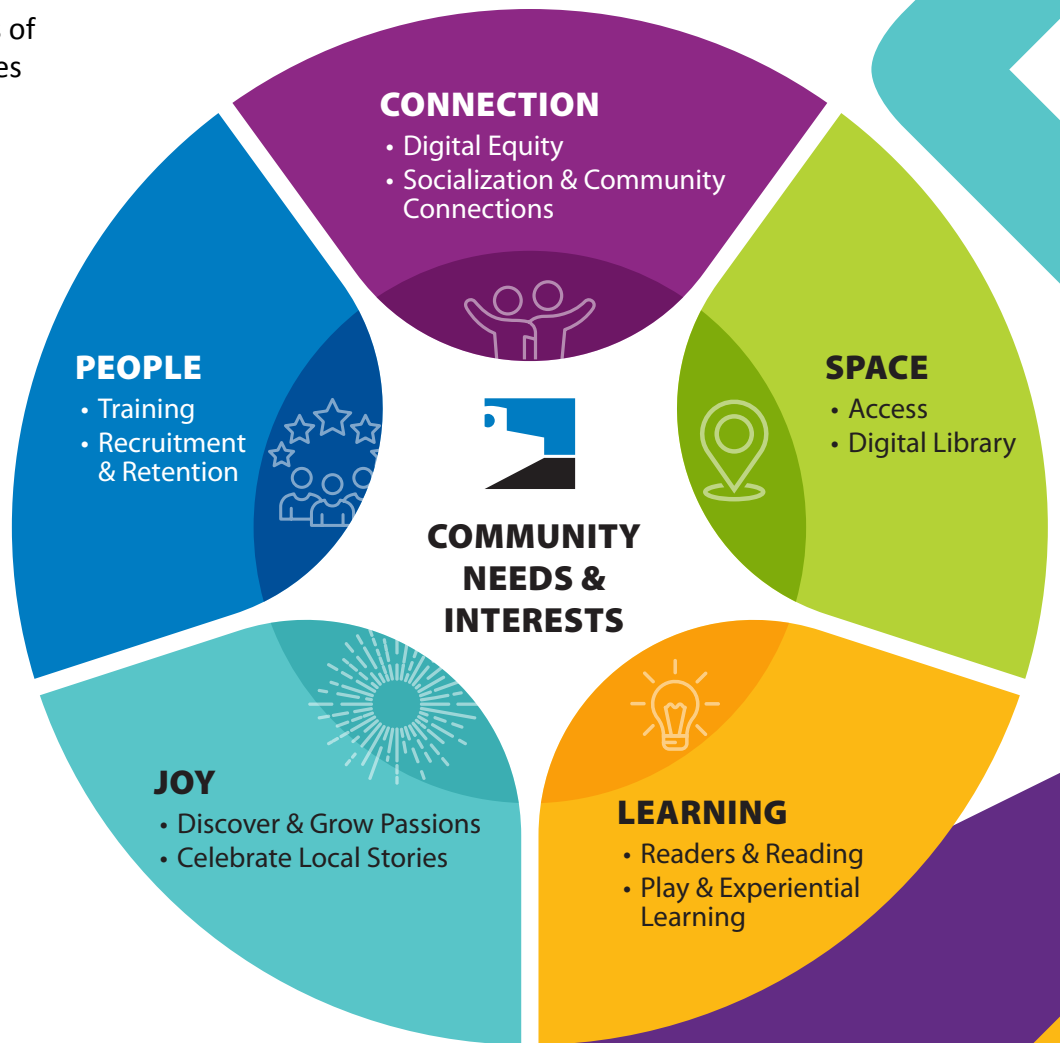 of
es
CONNECTION
• Digital Equity
• Socialization & Community
Connections
PEOPLE
• Training
• Recruitment
& Retention
SPACE
• Access
• Digital Library
COMMUNITY
NEEDS &
INTERESTS
JOY
• Discover & Grow Passions
• Celebrate Local Stories
LEARNING
• Readers & Reading
• Play & Experiential
Learning